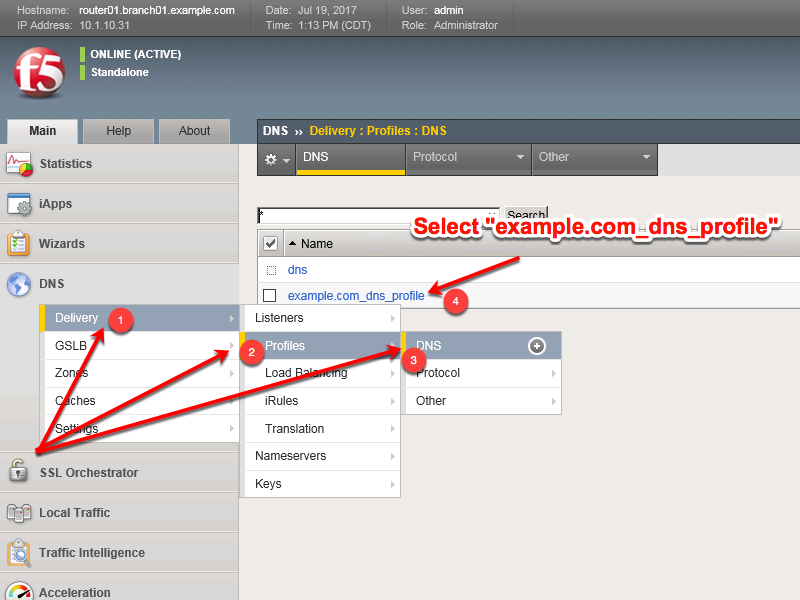 Hostname: router01.branch01.example.com Date: Jul 19, 2017 User: admin
IP Address: 10.1.10.31 Time: 1:13 PM (CDT) Role: Administrator
f5
ONLINE (ACTIVE)
Standalone
Main Help About
DNS ›› Delivery : Profiles : DNS
DNS Protocol Other
Statistics
iApps
Wizards
DNS
* Search
Select "example.com_dns_profile"
Name
dns
example.com_dns_profile
4
Delivery 1
GSLB
Zones
Caches
Settings
Listeners
2 Profiles
Load Balancing
iRules
Translation
Nameservers
Keys
DNS
3
Protocol
Other
SSL Orchestrator
Local Traffic
Traffic Intelligence
Acceleration